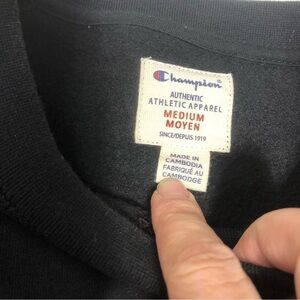 Champion
AUTHENTIC
ATHLETIC APPAREL
MEDIUM
MOYEN
SINCE/DEPUIS 1919
MADE IN
CAMBODIA
FABRIQUÉ AU
CAMBODGE